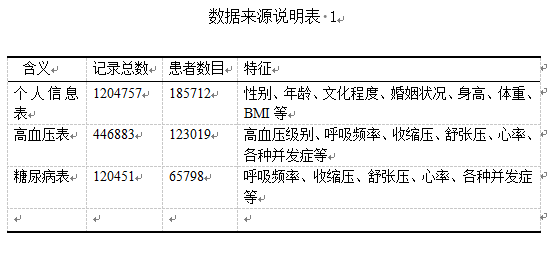 数据来源说明表 1
含义 记录总数 患者数目 特征
个人信息 1204757 185712 性别、年龄、文化程度、婚姻状况、身高、体重、
表 BMI 等
高血压表 446883 123019 高血压级别、呼吸频率、收缩压、舒张压、心率、
各种并发症等
糖尿病表 120451 65798 呼吸频率、收缩压、舒张压、心率、各种并发症
等